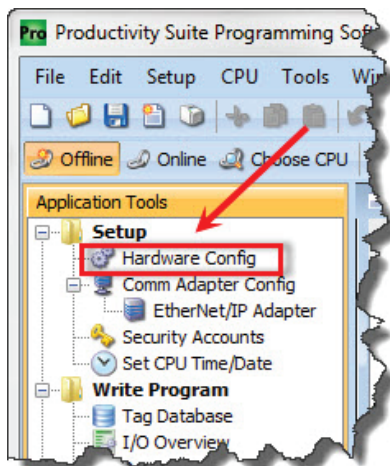 Pro Productivity Suite Programming
File Edit Setup CPU Tools
Offline Online Choose CPU
Application Tools
Setup
Hardware Config
Comm Adapter Config
EtherNet/IP Adapter
Security Accounts
Set CPU Time/Date
Write Program
Tag Database
I/O Overview